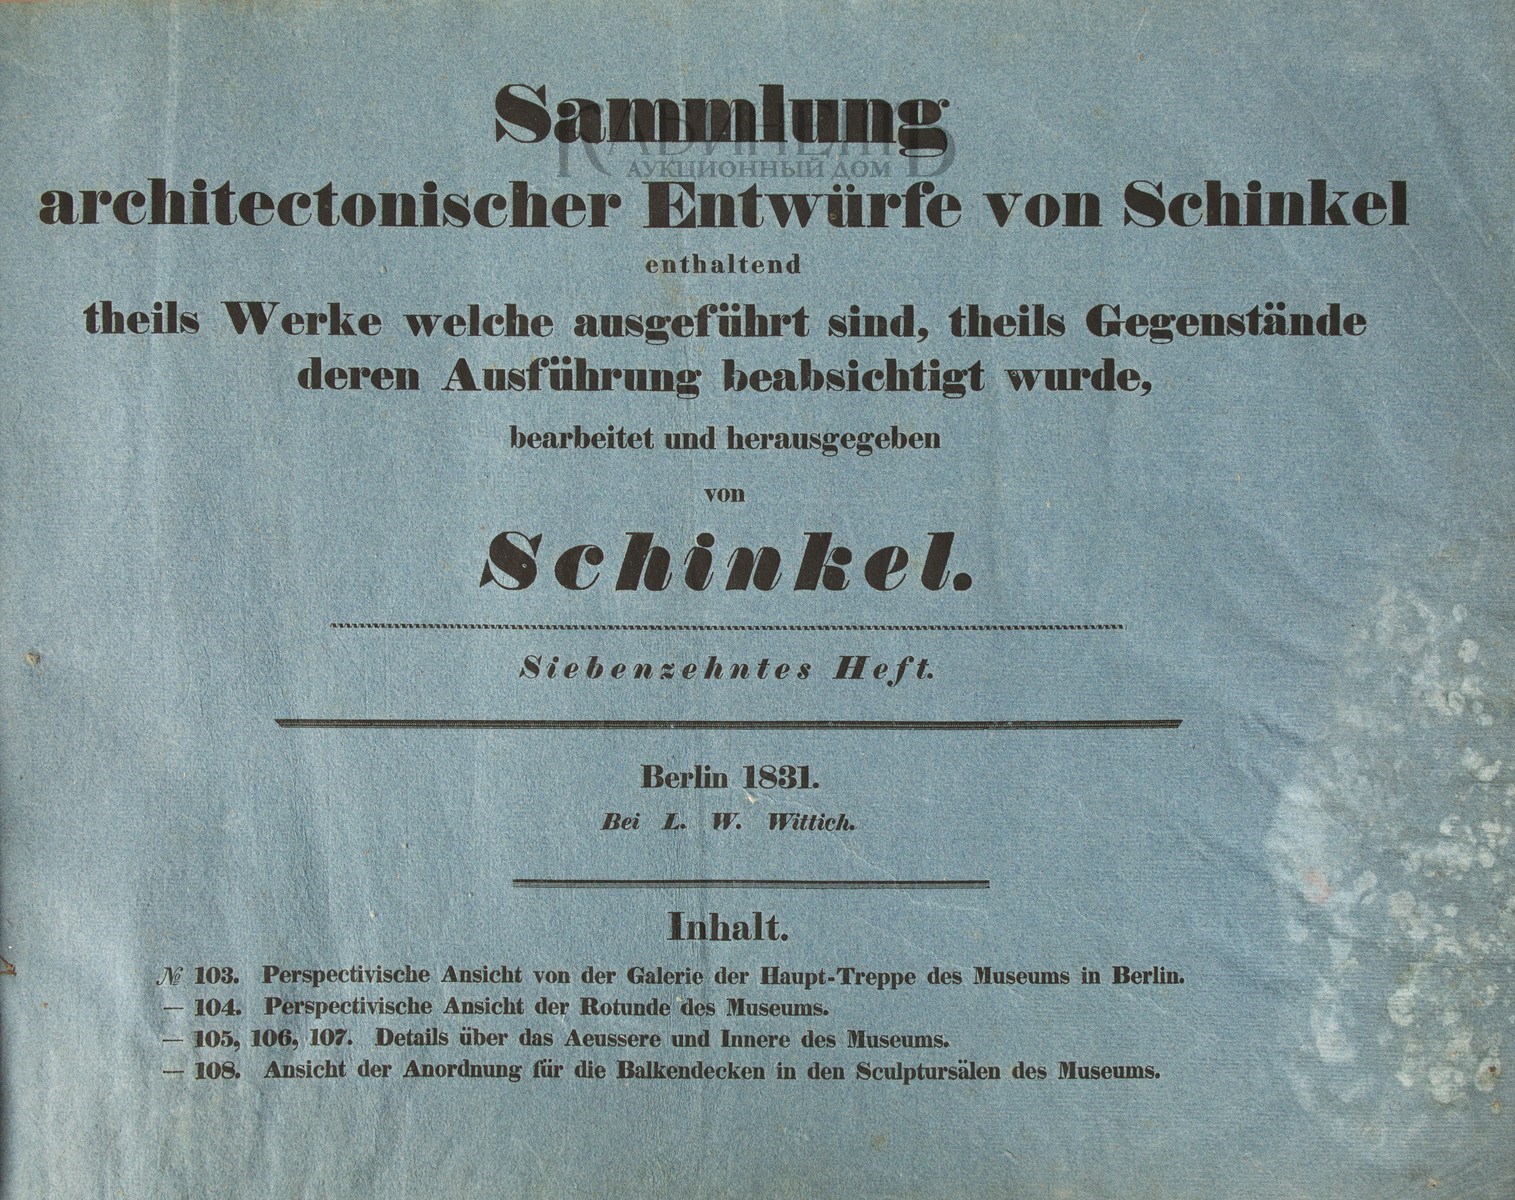 Sammlung
КАБИНЕТЪ
АУКЦИОННЫЙ ДОМ
architectonischer Entwürfe von Schinkel
enthaltend
theils Werke welche ausgeführt sind, theils Gegenstände
deren Ausführung beabsichtigt wurde,
bearbeitet und herausgegeben
von
Schinkel.
Siebenzehntes Heft.
Berlin 1831.
Bei L. W. Wittich.
Inhalt.
№ 103. Perspectivische Ansicht von der Galerie der Haupt-Treppe des Museums in Berlin.
— 104. Perspectivische Ansicht der Rotunde des Museums.
— 105, 106, 107. Details über das Aeussere und Innere des Museums.
— 108. Ansicht der Anordnung für die Balkendecken in den Sculptursälen des Museums.